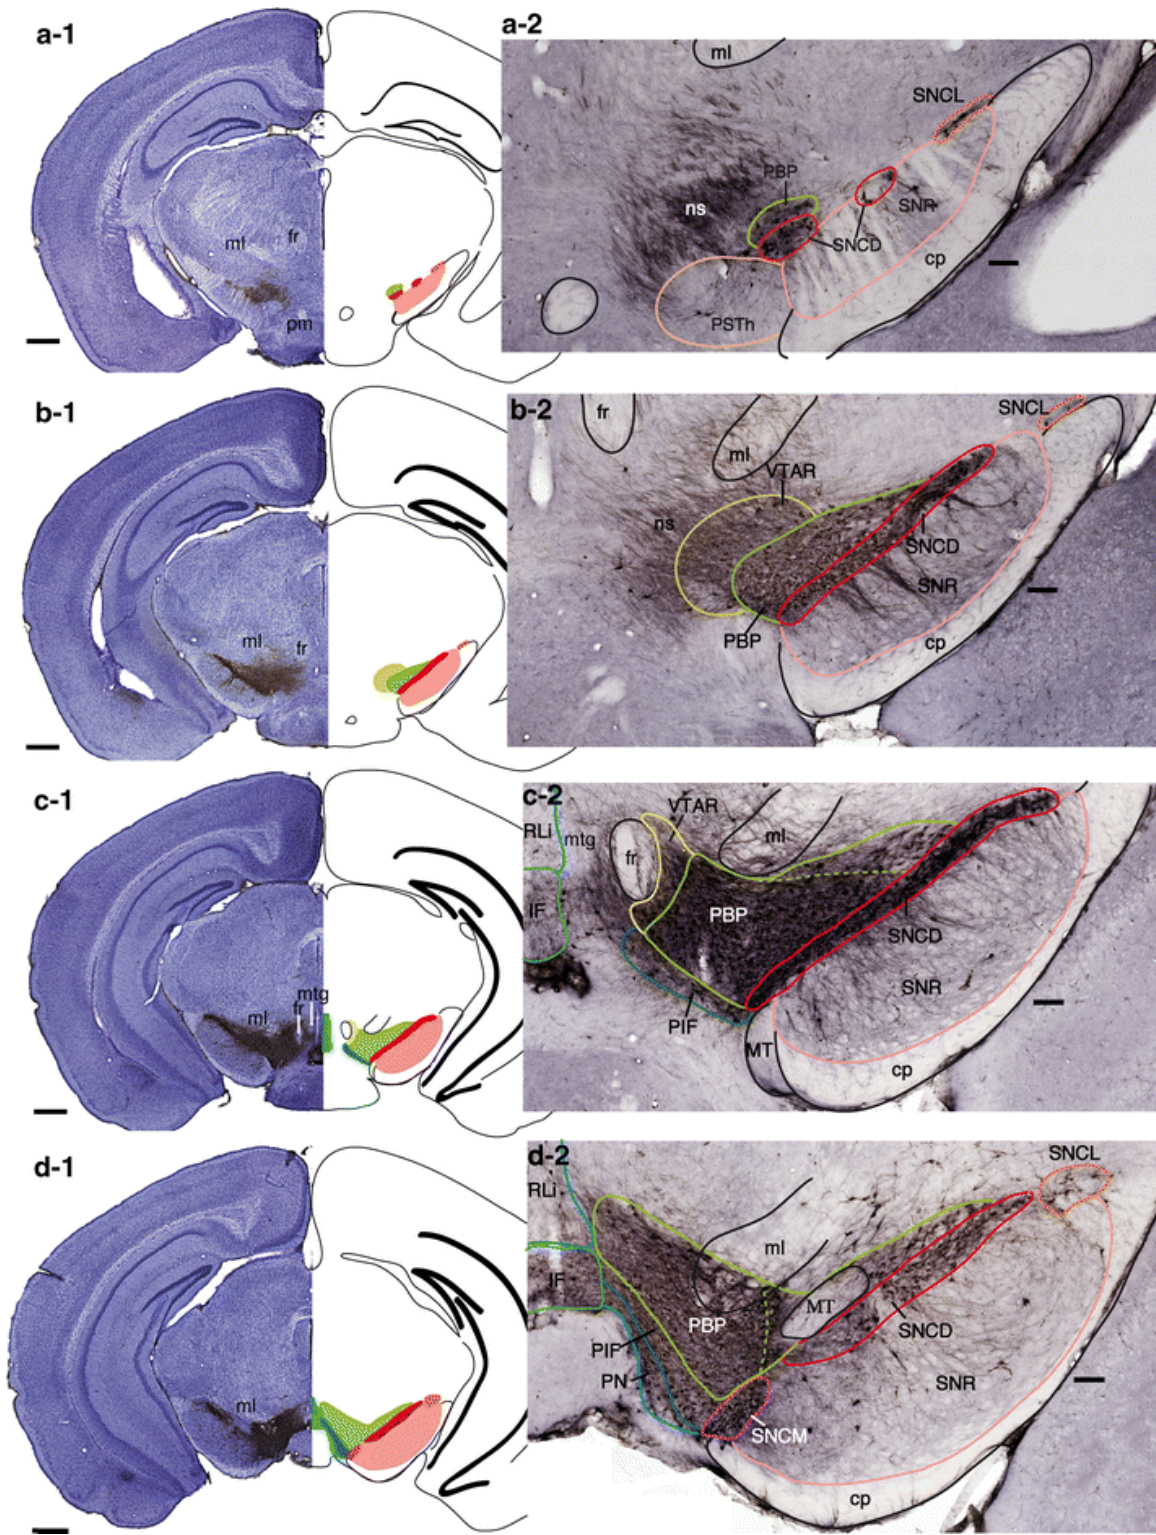 a-1
ml
fr
pm
a-2
ml
SNCL
PBP
ns
SNR
SNCD
cp
PSTh
b-1
ml
fr
b-2
fr
SNCL
ml
VTAR
ns
SNCD
SNR
PBP
cp
c-1
mtg
fr
ml
c-2
VTAR
RLi
mtg
ml
fr
IF
PBP
SNCD
SNR
PIF
MT
cp
d-1
ml
d-2
SNCL
RLi
ml
IF
MT
PBP
SNCD
PIF
PN
SNR
SNCM
cp